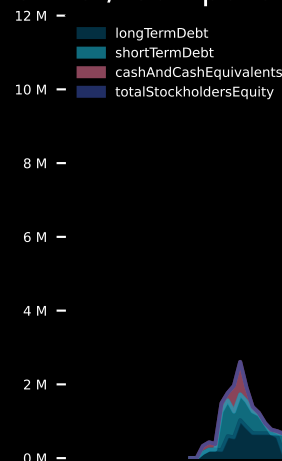 12 M
longTermDebt
shortTermDebt
cashAndCashEquivalents
totalStockholdersEquity
10 M
8 M
6 M
4 M
2 M
0 M